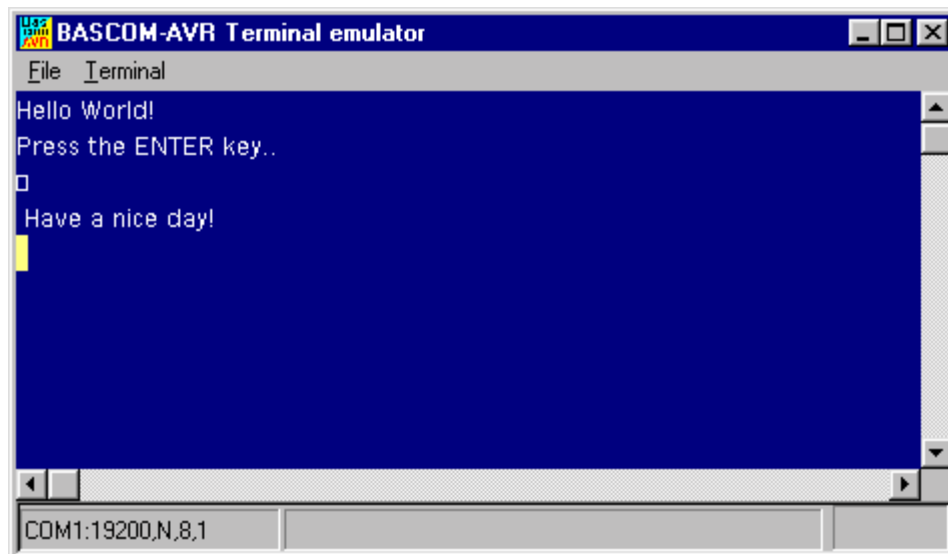 BASCOM-AVR Terminal emulator
File Terminal
Hello World!
Press the ENTER key..
Have a nice day!
COM1:19200,N,8,1